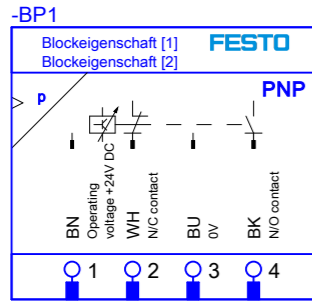 -BP1
Blockeigenschaft [1]
Blockeigenschaft [2]
FESTO
PNP
p
BN
Operating
voltage +24V DC
WH
N/C contact
BU
0V
BK
N/O contact
1
2
3
4